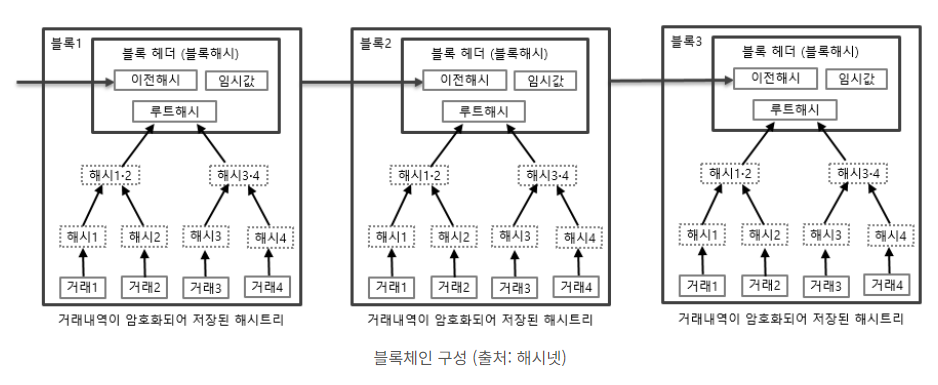 블록1
블록 헤더 (블록해시)
이전해시 임시값
루트해시
해시1·2 해시3·4
해시1 해시2 해시3 해시4
거래1 거래2 거래3 거래4
거래내역이 암호화되어 저장된 해시트리
블록2
블록 헤더 (블록해시)
이전해시 임시값
루트해시
해시1·2 해시3·4
해시1 해시2 해시3 해시4
거래1 거래2 거래3 거래4
거래내역이 암호화되어 저장된 해시트리
블록3
블록 헤더 (블록해시)
이전해시 임시값
루트해시
해시1·2 해시3·4
해시1 해시2 해시3 해시4
거래1 거래2 거래3 거래4
거래내역이 암호화되어 저장된 해시트리
블록체인 구성 (출처: 해시넷)